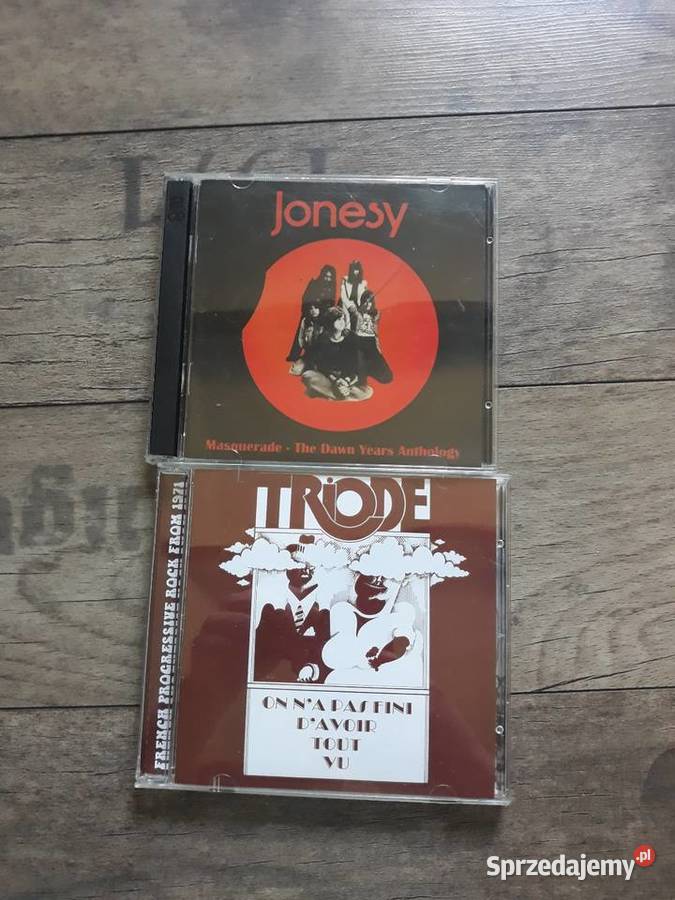 Jonesy
Masquerade - The Dawn Years Anthology
FRENCH PROGRESSIVE ROCK FROM 1971
TRIODE
ON N'A PAS FINI
D'AVOIR
TOUT
VU
Sprzedajemy.pl